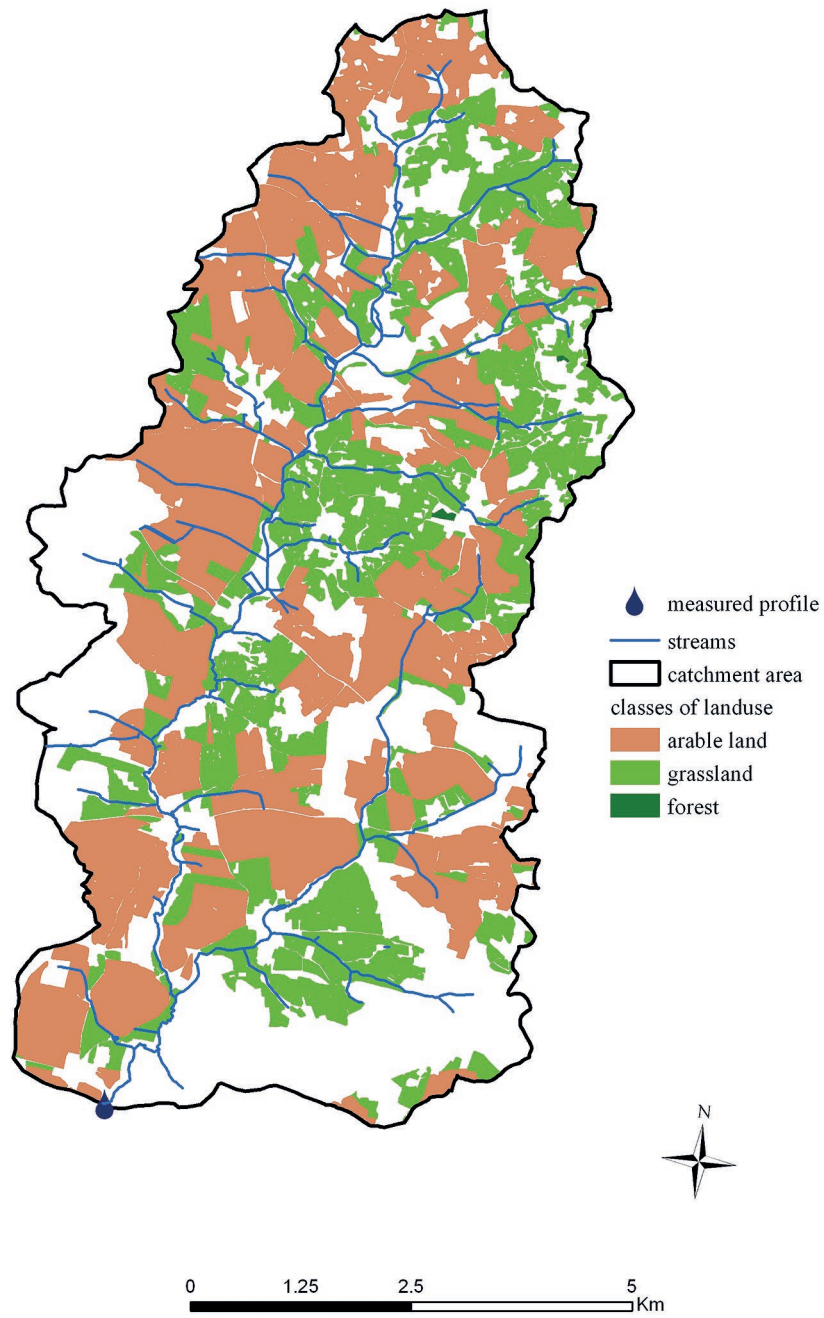 measured profile
streams
catchment area
classes of landuse
arable land
grassland
forest
N
0 1.25 2.5 5
Km